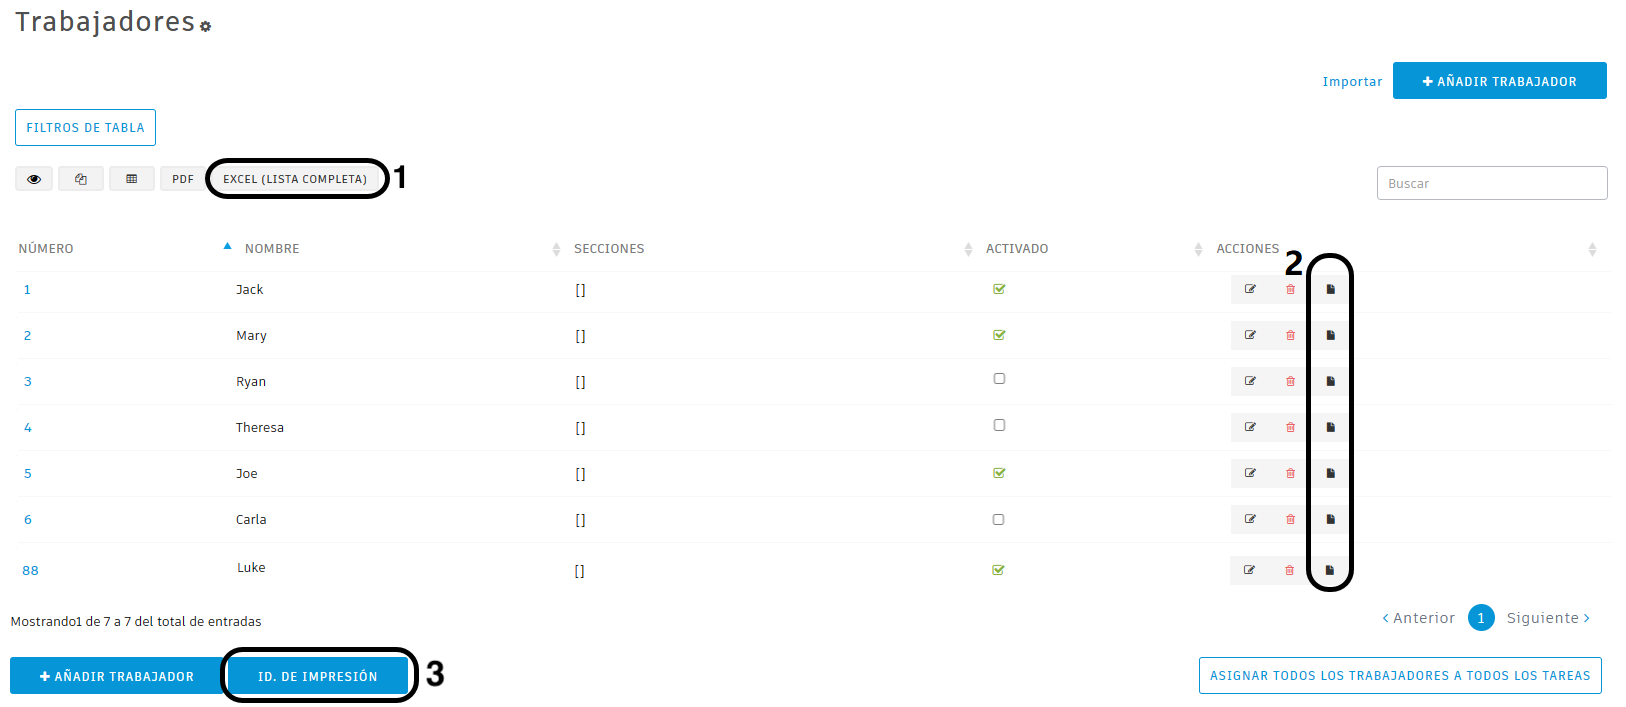 Trabajadores
Importar
AÑADIR TRABAJADOR
FILTROS DE TABLA
PDF
EXCEL (LISTA COMPLETA)
1
Buscar
NÚMERO NOMBRE SECCIONES ACTIVADO ACCIONES
2
1 Jack []
2 Mary []
3 Ryan []
4 Theresa []
5 Joe []
6 Carla []
88 Luke []
Mostrando1 de 7 a 7 del total de entradas
Anterior 1 Siguiente
AÑADIR TRABAJADOR
ID. DE IMPRESIÓN
3
ASIGNAR TODOS LOS TRABAJADORES A TODOS LOS TAREAS